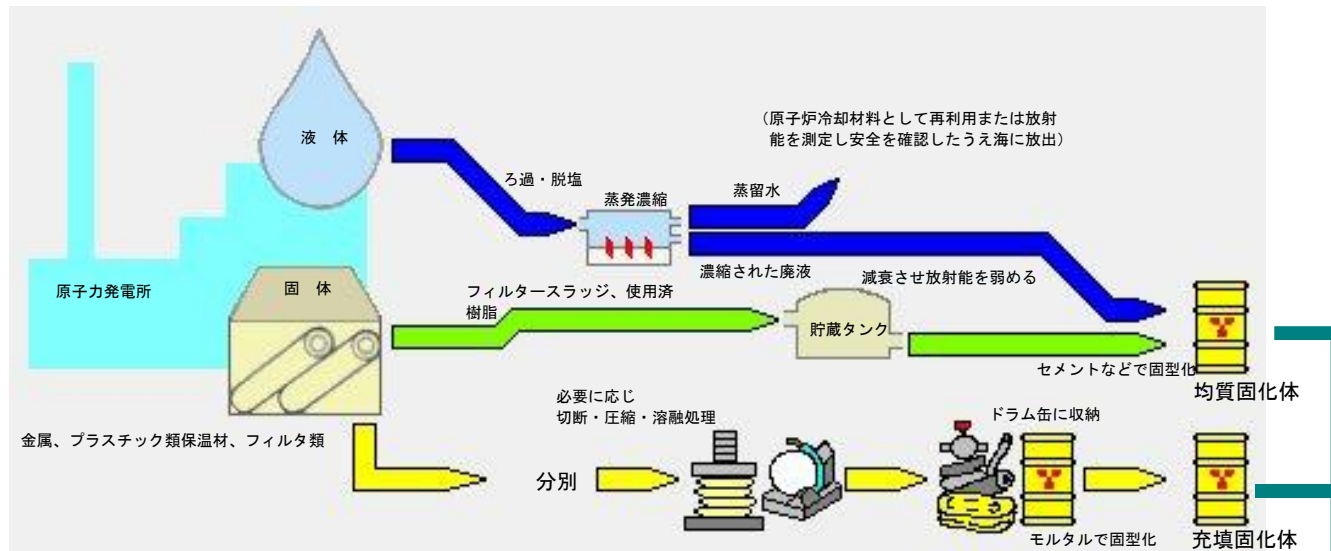 液　体
（原子炉冷却材料として再利用または放射
能を測定し安全を確認したうえ海に放出）
ろ過・脱塩
蒸発濃縮
蒸留水
原子力発電所
固　体
濃縮された廃液
減衰させ放射能を弱める
フィルタースラッジ、使用済
樹脂
貯蔵タンク
セメントなどで固型化
均質固化体
必要に応じ
切断・圧縮・溶融処理
ドラム缶に収納
金属、プラスチック類保温材、フィルタ類
分別
モルタルで固型化
充填固化体